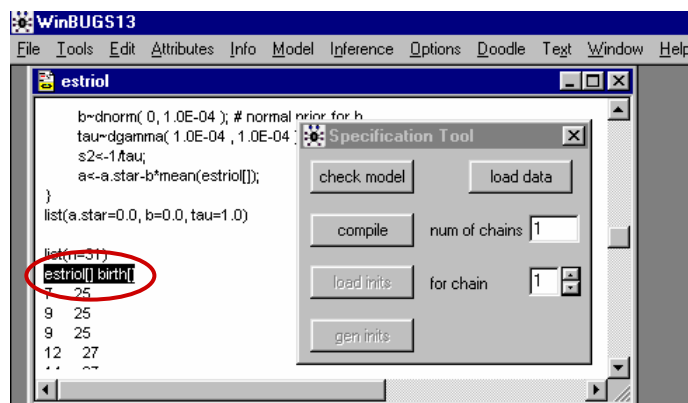 WinBUGS13
File Tools Edit Attributes Info Model Inference Options Doodle Text Window Help
estriol
b~dnorm( 0, 1.0E-04 ); # normal prior for b
tau~dgamma( 1.0E-04 , 1.0E-04 )
s2<-1/tau;
a<-a.star-b*mean(estriol[]);
}
list(a.star=0.0, b=0.0, tau=1.0)
list(n=31)
estriol[] birth[]
7 25
9 25
9 25
12 27
Specification Tool
check model load data
compile num of chains 1
load inits for chain 1
gen inits